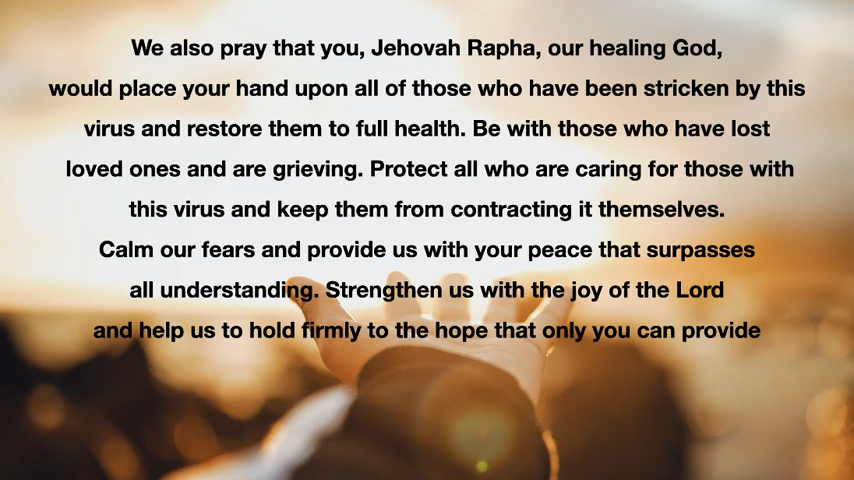 We also pray that you, Jehovah Rapha, our healing God,
would place your hand upon all of those who have been stricken by this
virus and restore them to full health. Be with those who have lost
loved ones and are grieving. Protect all who are caring for those with
this virus and keep them from contracting it themselves.
Calm our fears and provide us with your peace that surpasses
all understanding. Strengthen us with the joy of the Lord
and help us to hold firmly to the hope that only you can provide